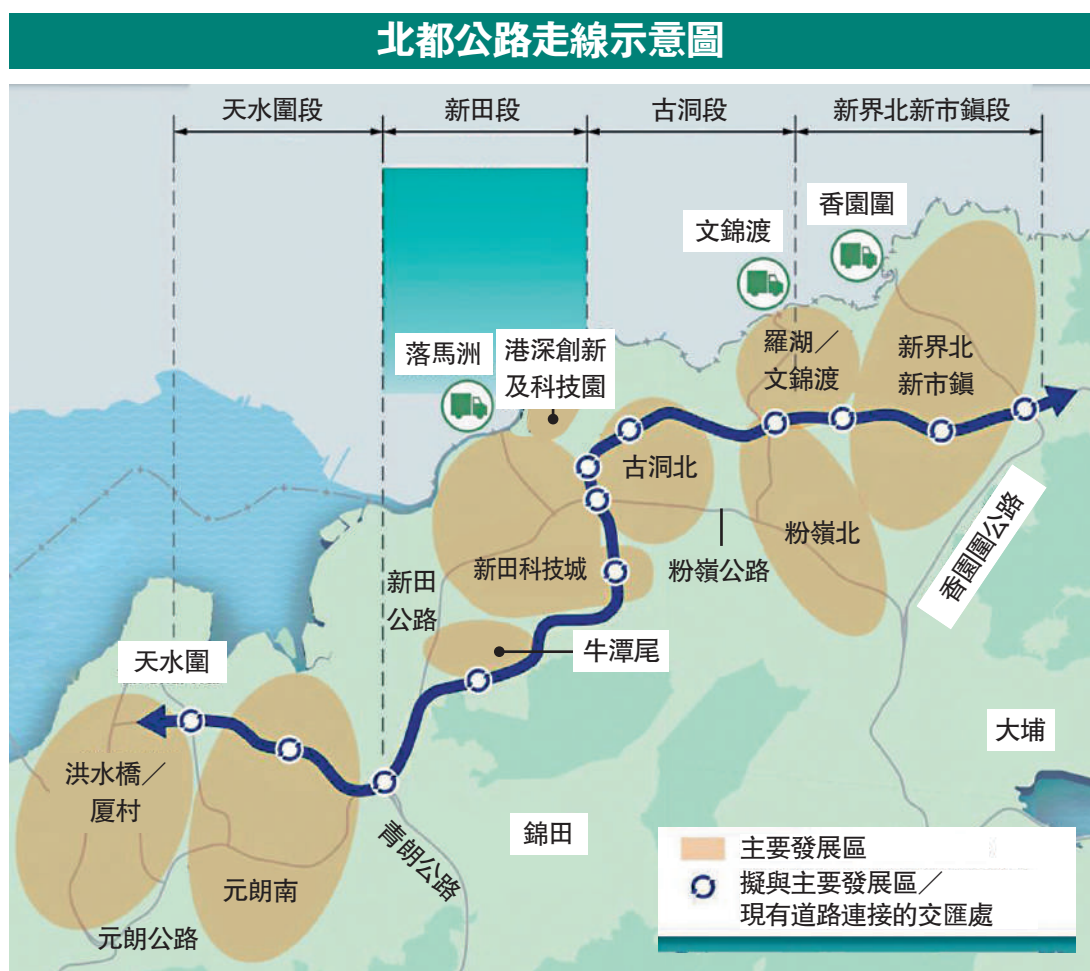 北都公路走線示意圖
天水圍段
新田段
古洞段
新界北新市鎮段
香園圍
文錦渡
落馬洲
港深創新
及科技園
羅湖／
文錦渡
新界北
新市鎮
古洞北
粉嶺北
新田科技城
粉嶺公路
香園圍公路
新田
公路
牛潭尾
天水圍
大埔
洪水橋／
厦村
錦田
青朗公路
元朗南
元朗公路
主要發展區
擬與主要發展區／
現有道路連接的交匯處